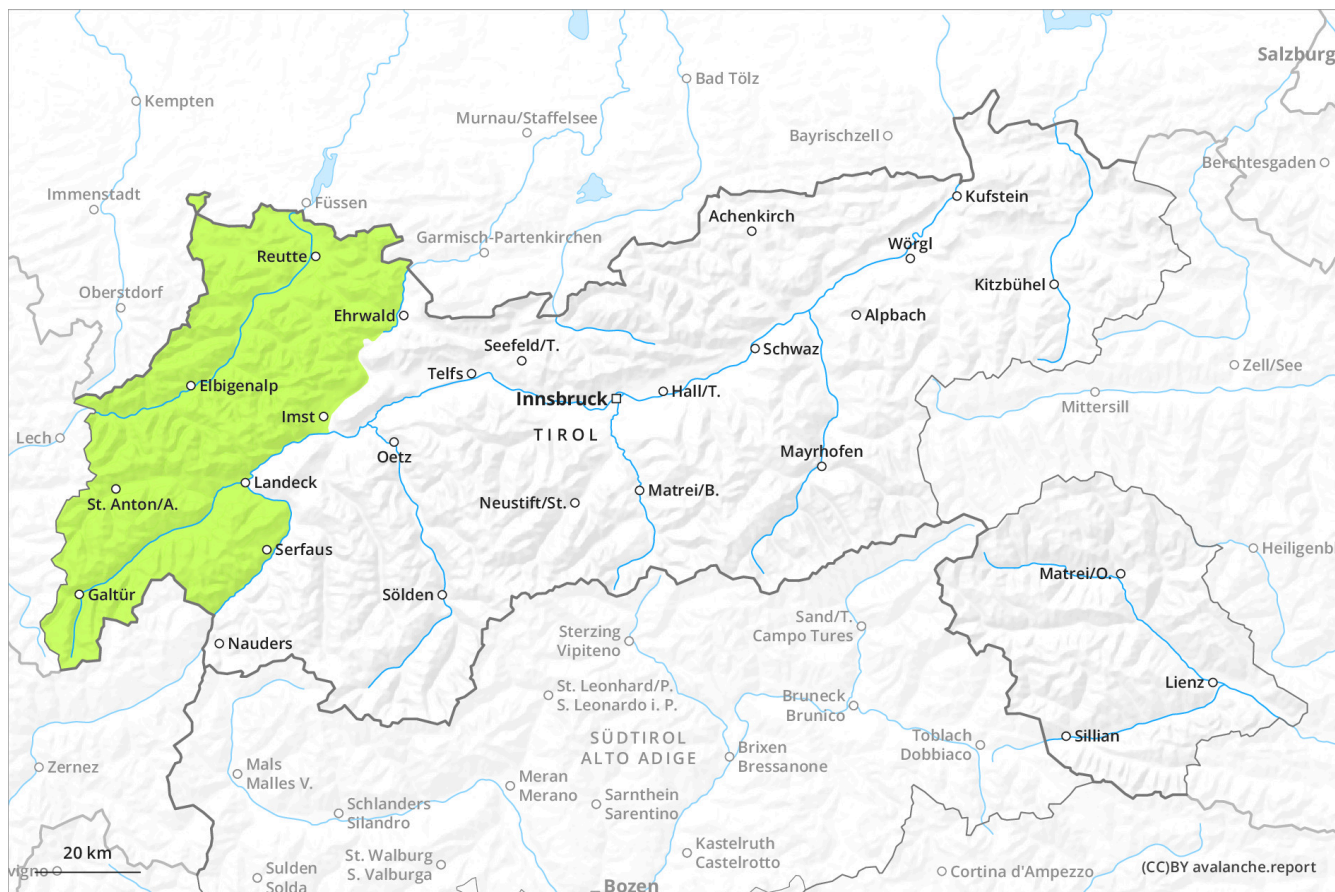 Salzburg
Bad Tölz
Kempten
Murnau/Staffelsee
Bayrischzell
Berchtesgaden
Immenstadt
Füssen
Kufstein
Achenkirch
Garmisch-Partenkirchen
Wörgl
Reutte
Oberstdorf
Kitzbühel
Ehrwald
Alpbach
Seefeld/T.
Schwaz
Zell/See
Telfs
Elbigenalp
Hall/T.
Innsbruck
Mittersill
Imst
TIROL
Lech
Oetz
Mayrhofen
Landeck
Matrei/B.
St. Anton/A.
Neustift/St.
Serfaus
Heiligenb
Matrei/O.
Galtür
Sölden
Sand/T.
Campo Tures
Nauders
Sterzing
Vipiteno
Lienz
St. Leonhard/P.
S. Leonardo i. P.
Bruneck
Brunico
Sillian
SÜDTIROL
ALTO ADIGE
Toblach
Dobbiaco
Brixen
Bressanone
Zernez
Mals
Malles V.
Meran
Merano
Sarnthein
Sarentino
Schlanders
Silandro
Kastelruth
Castelrotto
20 km
St. Walburg
S. Valburga
vigno
Sulden
Solda
Cortina d'Ampezzo
(CC)BY avalanche.report
Bozen